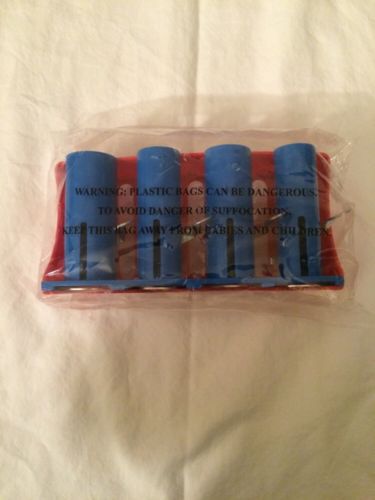 WARNING: PLASTIC BAGS CAN BE DANGEROUS.
TO AVOID DANGER OF SUFFOCATION,
KEEP THIS BAG AWAY FROM BABIES AND CHILDREN.